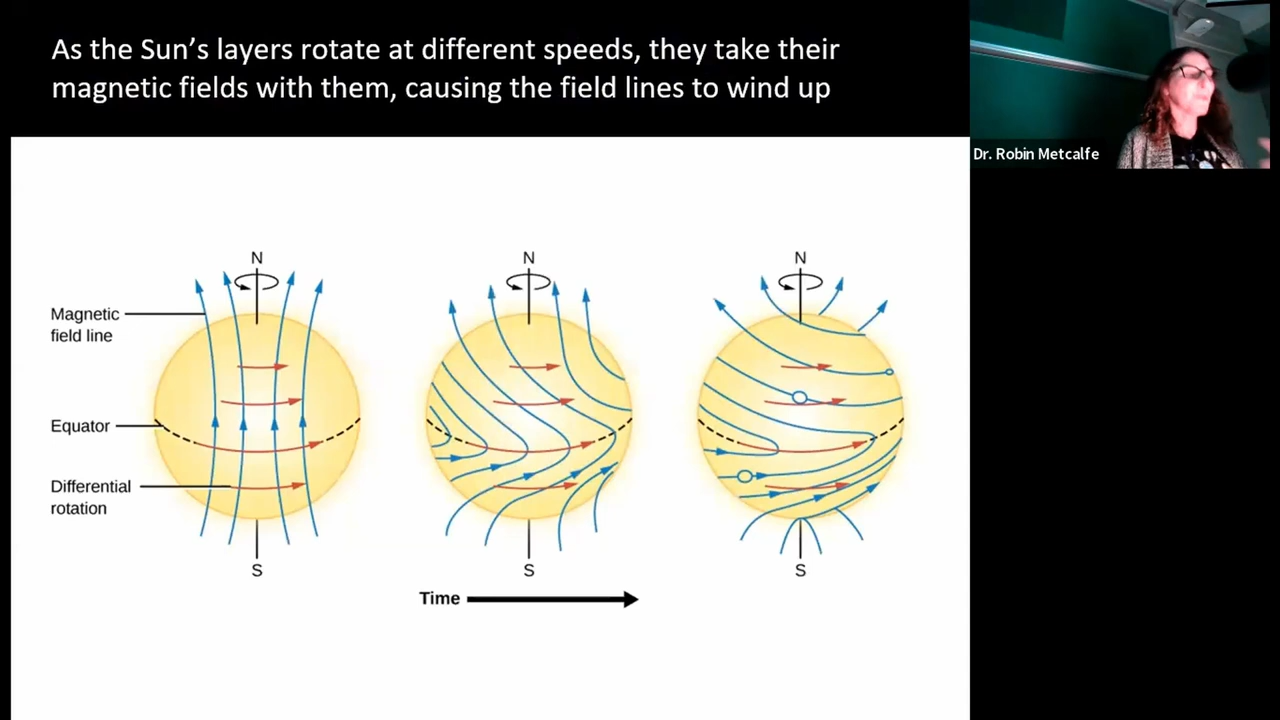 As the Sun's layers rotate at different speeds, they take their
magnetic fields with them, causing the field lines to wind up
Dr. Robin Metcalfe
N
N
N
Magnetic
field line
Equator
Differential
rotation
S
S
S
Time